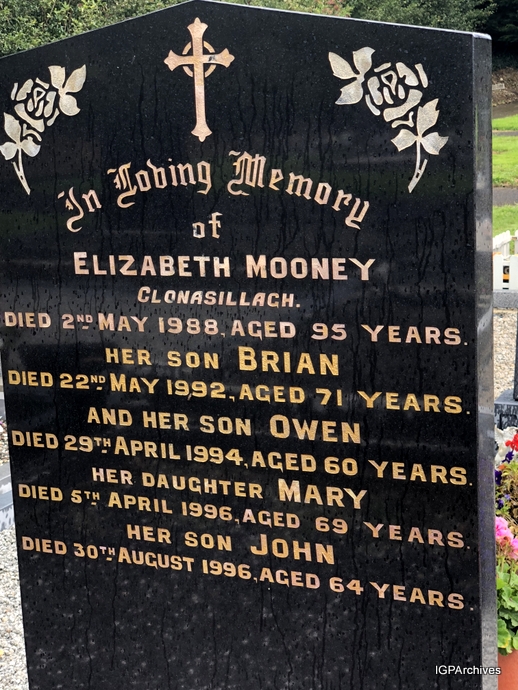 In Loving Memory
of
ELIZABETH MOONEY
CLONASILLAGH.
DIED 2ND MAY 1988, AGED 95 YEARS.
HER SON BRIAN
DIED 22ND MAY 1992, AGED 71 YEARS.
AND HER SON OWEN
DIED 29TH APRIL 1994, AGED 60 YEARS.
HER DAUGHTER MARY
DIED 5TH APRIL 1996, AGED 69 YEARS.
HER SON JOHN
DIED 30TH AUGUST 1996, AGED 64 YEARS.
IGPArchives